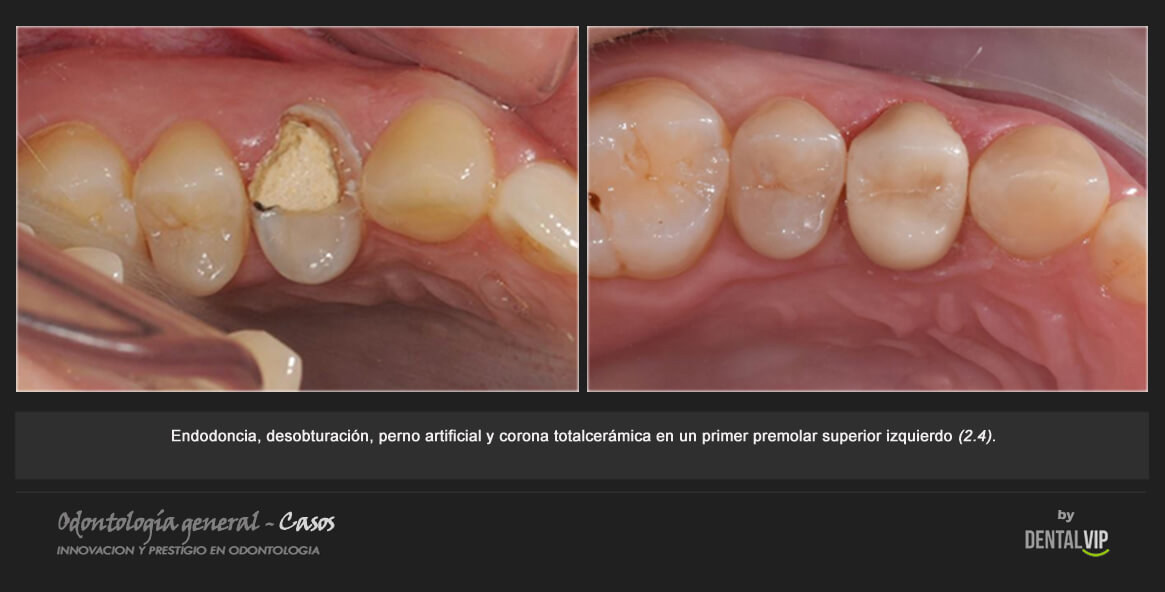 Endodoncia, desobturación, perno artificial y corona totalcerámica en un primer premolar superior izquierdo (2.4).
Odontología general - Casos
INNOVACION Y PRESTIGIO EN ODONTOLOGIA
by
DENTALVIP